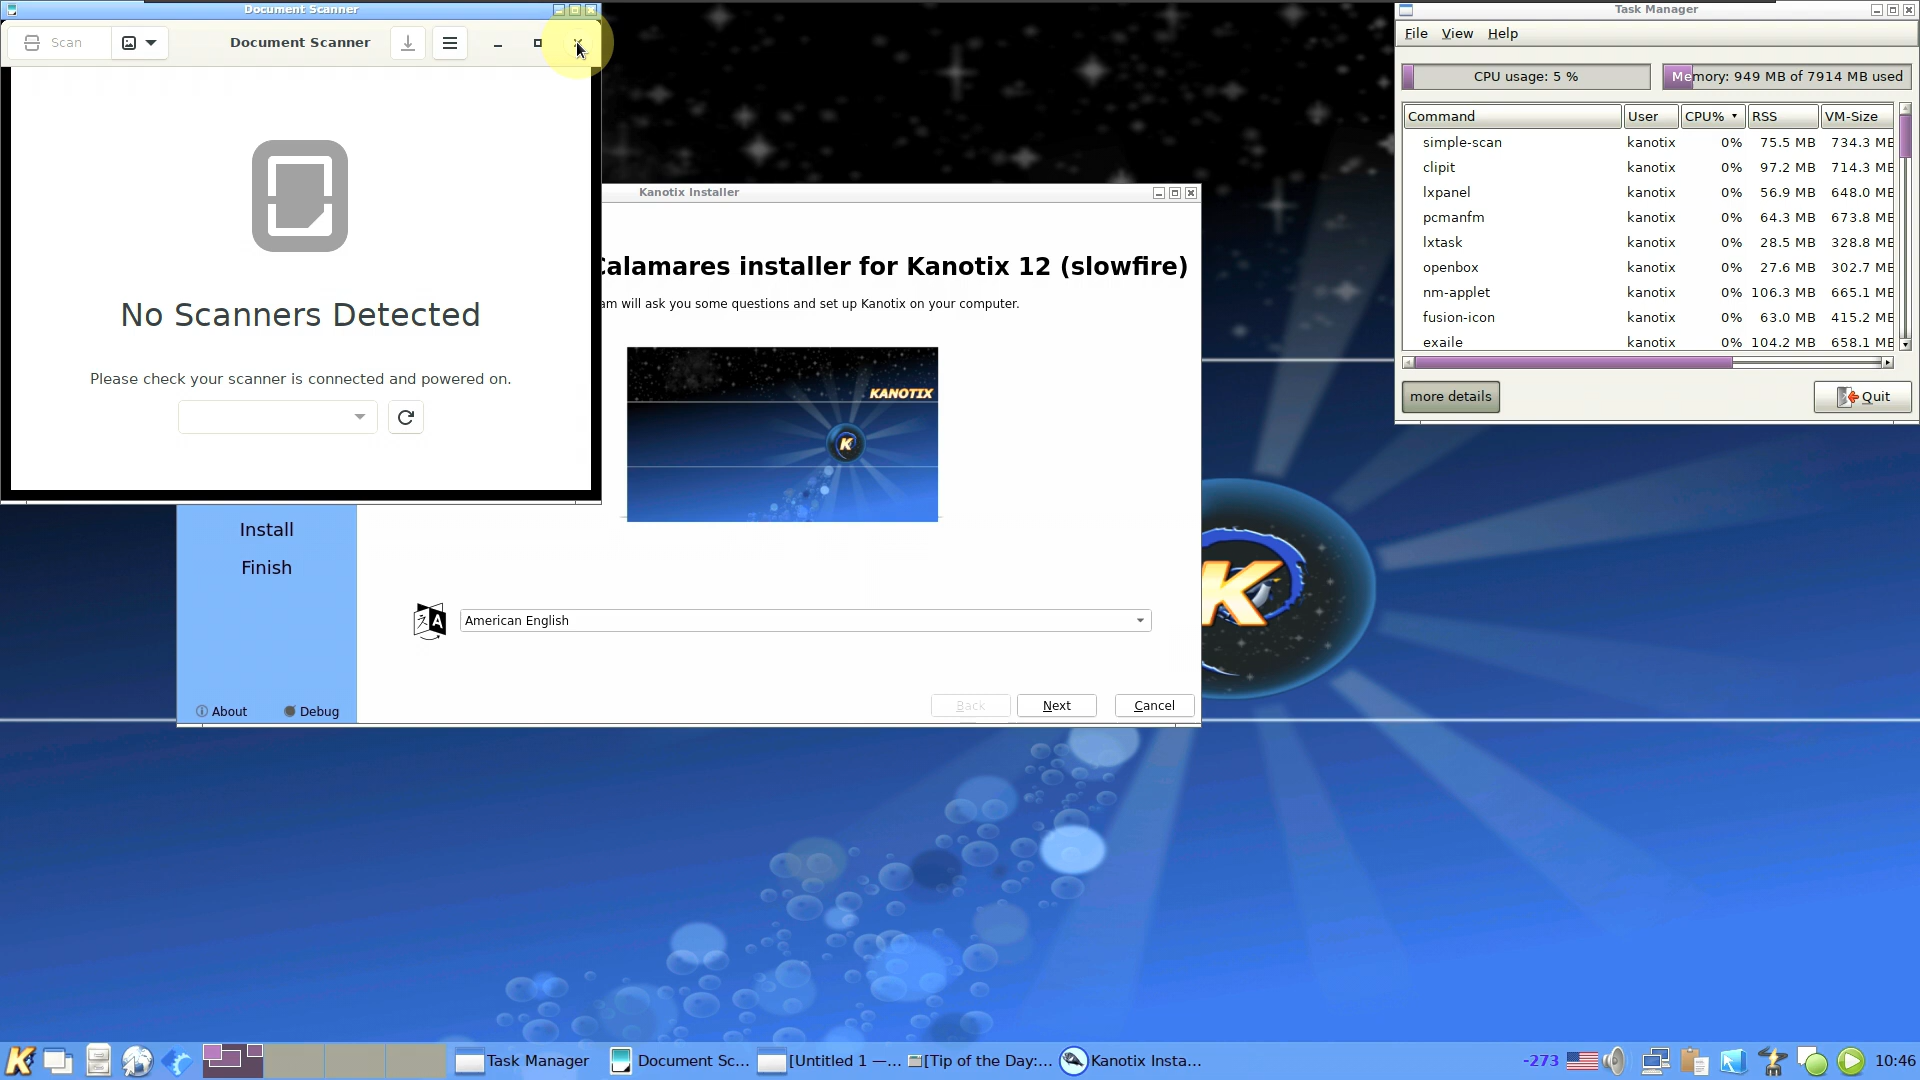 Document Scanner
Scan
Document Scanner
No Scanners Detected
Please check your scanner is connected and powered on.
Kanotix Installer
Calamares installer for Kanotix 12 (slowfire)
will ask you some questions and set up Kanotix on your computer.
KANOTIX
K
Install
Finish
American English
About
Debug
Back
Next
Cancel
Task Manager
File View Help
CPU usage: 5 %
Memory: 949 MB of 7914 MB used
Command User CPU% RSS VM-Size
simple-scan kanotix 0% 75.5 MB 734.3 MB
clipit kanotix 0% 97.2 MB 714.3 MB
lxpanel kanotix 0% 56.9 MB 648.0 MB
pcmanfm kanotix 0% 64.3 MB 673.8 MB
lxtask kanotix 0% 28.5 MB 328.8 MB
openbox kanotix 0% 27.6 MB 302.7 MB
nm-applet kanotix 0% 106.3 MB 665.1 MB
fusion-icon kanotix 0% 63.0 MB 415.2 MB
exaile kanotix 0% 104.2 MB 658.1 MB
more details
Quit
K
Task Manager
Document Sc...
[Untitled 1 —...
[Tip of the Day:...
Kanotix Insta...
-273
10:46